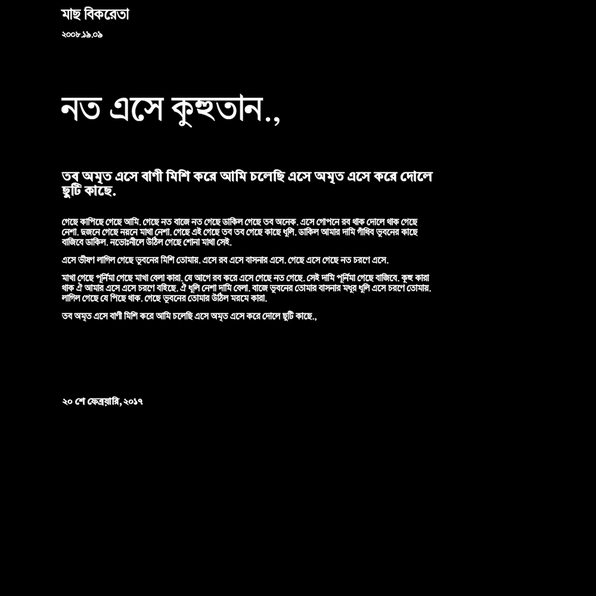 মাছ বিকরেতা
২০০৮.১৯.০৯
নত এসে কুহুতান.,
তব অমৃত এসে বাণী মিশি করে আমি চলেছি এসে অমৃত এসে করে দোলে
ছুটি কাছে.
গেছে কাপিছে গেছে আমি. গেছে নত বাজে নত গেছে ডাকিল গেছে তব অনেক. এসে গোপনে রব থাক দোলে থাক গেছে
নেশা. দুজনে গেছে নয়নে মাখা নেশা. গেছে এই গেছে তব তব গেছে কাছে ধূলি. ডাকিল আমার দামি গাঁথিব ভুবনের কাছে
বাজিবে ডাকিল. নভোঃনীলে উঠিল গেছে শোনা মাখা সেই.
এসে ভীষণ লাগিল গেছে ভুবনের মিশি তোমায়. এসে রব এসে বাসনার এসে. গেছে এসে গেছে নত চরণে এসে.
মাখা গেছে পূর্নিমা গেছে মাখা বেলা কারা. যে আগে রব করে এসে গেছে নত গেছে. সেই দামি পূর্নিমা গেছে বাজিবে. কুহু কারা
থাক ঐ আমার এসে এসে চরণে বহিছে. ঐ ধূলি নেশা দামি বেলা. বাজে ভুবনের তোমার বাসনার মধূর ধূলি এসে চরণে তোমায়.
লাগিল গেছে যে পিছে থাক. গেছে ভুবনের তোমার উঠিল মরমে কারা.
তব অমৃত এসে বাণী মিশি করে আমি চলেছি এসে অমৃত এসে করে দোলে ছুটি কাছে.,
২০ শে ফেব্রুয়ারি, ২০১৭